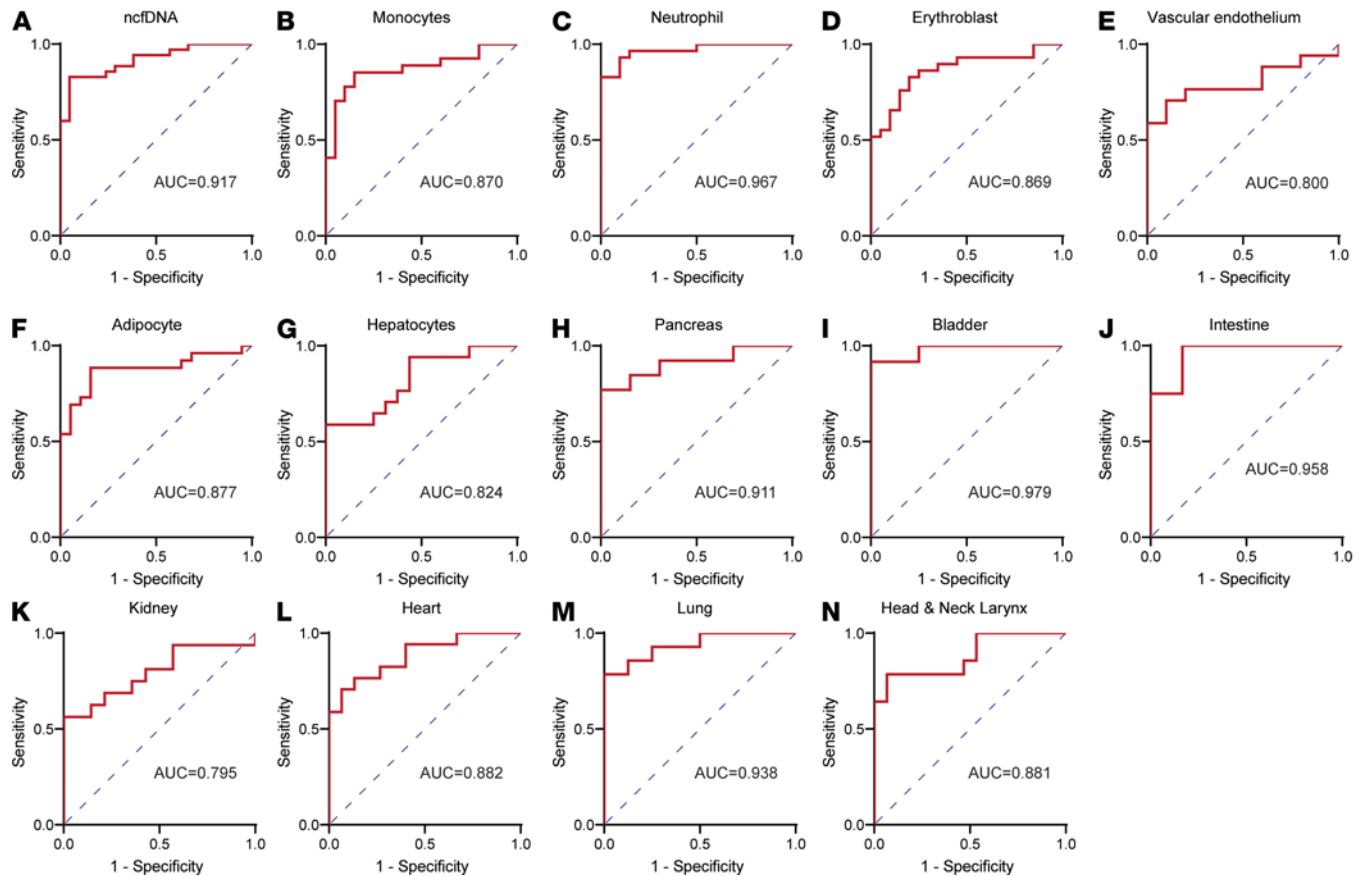 A ncfDNA
1.0
0.5
0.0
Sensitivity
AUC=0.917
0.0 0.5 1.0
1 - Specificity
B Monocytes
1.0
0.5
0.0
Sensitivity
AUC=0.870
0.0 0.5 1.0
1 - Specificity
C Neutrophil
1.0
0.5
0.0
Sensitivity
AUC=0.967
0.0 0.5 1.0
1 - Specificity
D Erythroblast
1.0
0.5
0.0
Sensitivity
AUC=0.869
0.0 0.5 1.0
1 - Specificity
E Vascular endothelium
1.0
0.5
0.0
Sensitivity
AUC=0.800
0.0 0.5 1.0
1 - Specificity
F Adipocyte
1.0
0.5
0.0
Sensitivity
AUC=0.877
0.0 0.5 1.0
1 - Specificity
G Hepatocytes
1.0
0.5
0.0
Sensitivity
AUC=0.824
0.0 0.5 1.0
1 - Specificity
H Pancreas
1.0
0.5
0.0
Sensitivity
AUC=0.911
0.0 0.5 1.0
1 - Specificity
I Bladder
1.0
0.5
0.0
Sensitivity
AUC=0.979
0.0 0.5 1.0
1 - Specificity
J Intestine
1.0
0.5
0.0
Sensitivity
AUC=0.958
0.0 0.5 1.0
1 - Specificity
K Kidney
1.0
0.5
0.0
Sensitivity
AUC=0.795
0.0 0.5 1.0
1 - Specificity
L Heart
1.0
0.5
0.0
Sensitivity
AUC=0.882
0.0 0.5 1.0
1 - Specificity
M Lung
1.0
0.5
0.0
Sensitivity
AUC=0.938
0.0 0.5 1.0
1 - Specificity
N Head & Neck Larynx
1.0
0.5
0.0
Sensitivity
AUC=0.881
0.0 0.5 1.0
1 - Specificity